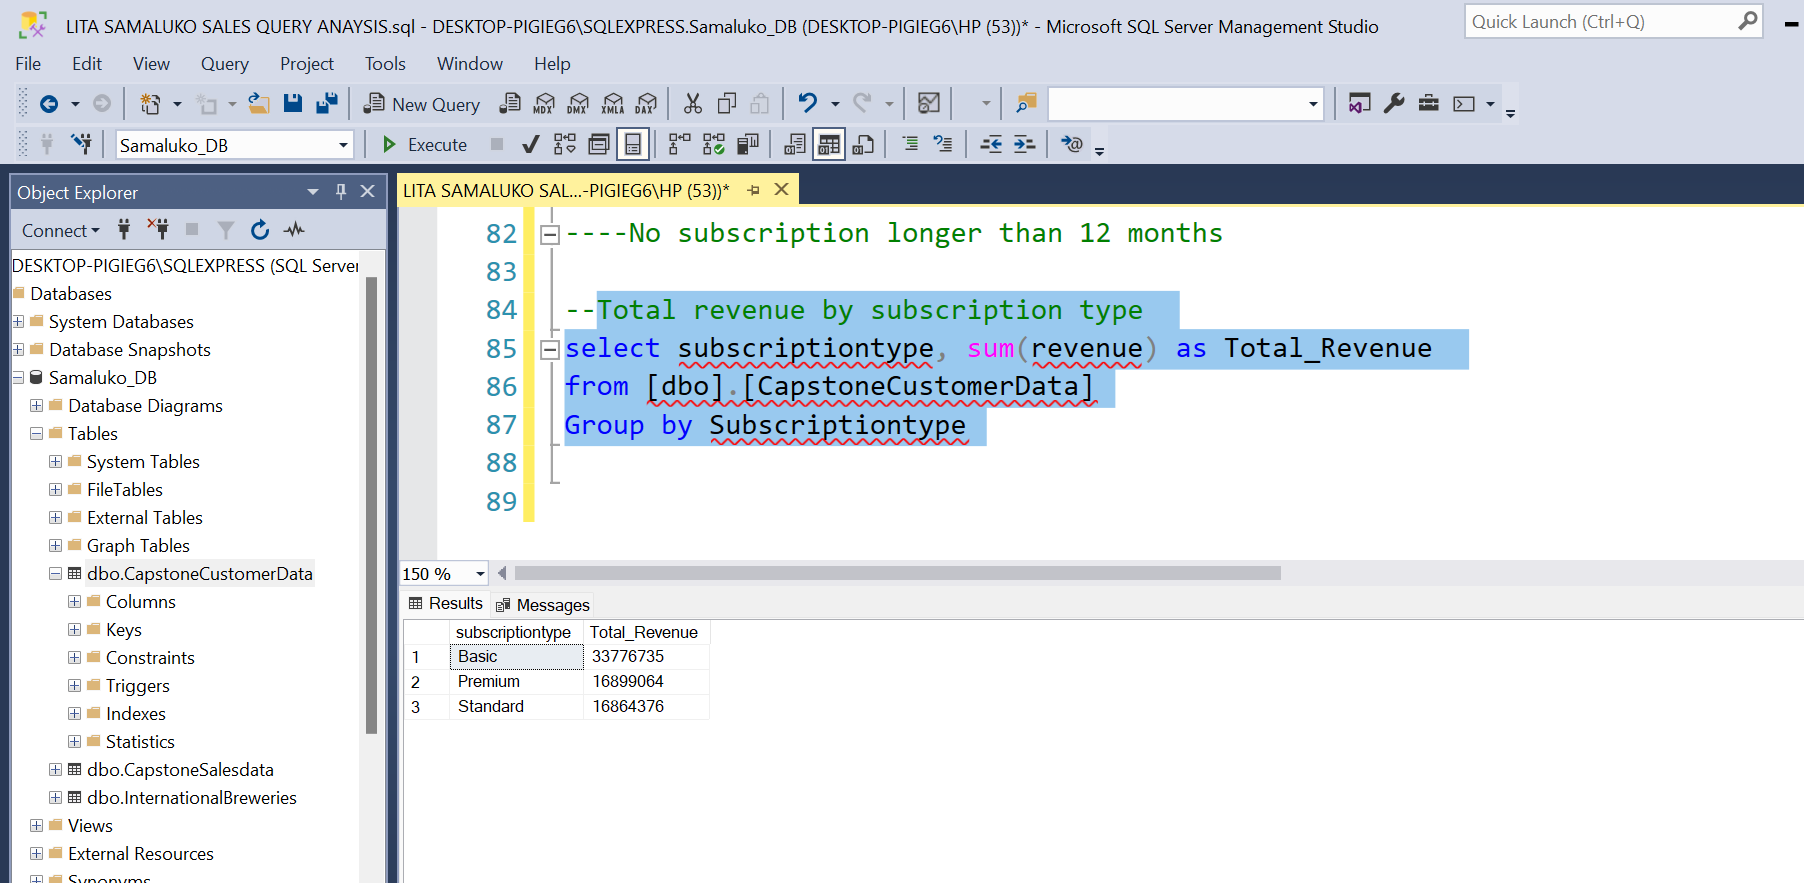 LITA SAMALUKO SALES QUERY ANAYSIS.sql - DESKTOP-PIGIEG6\SQLEXPRESS.Samaluko_DB (DESKTOP-PIGIEG6\HP (53))* - Microsoft SQL Server Management Studio
Quick Launch (Ctrl+Q)
File Edit View Query Project Tools Window Help
New Query MDX DMX XMLA DAX
Samaluko_DB Execute
Object Explorer
Connect
DESKTOP-PIGIEG6\SQLEXPRESS (SQL Server
Databases
System Databases
Database Snapshots
Samaluko_DB
Database Diagrams
Tables
System Tables
FileTables
External Tables
Graph Tables
dbo.CapstoneCustomerData
Columns
Keys
Constraints
Triggers
Indexes
Statistics
dbo.CapstoneSalesdata
dbo.InternationalBreweries
Views
External Resources
Synonyms
LITA SAMALUKO SAL...-PIGIEG6\HP (53))*
82 ----No subscription longer than 12 months
83
84 --Total revenue by subscription type
85 select subscriptiontype, sum(revenue) as Total_Revenue
86 from [dbo].[CapstoneCustomerData]
87 Group by Subscriptiontype
88
89
150 %
Results Messages
subscriptiontype Total_Revenue
1 Basic 33776735
2 Premium 16899064
3 Standard 16864376